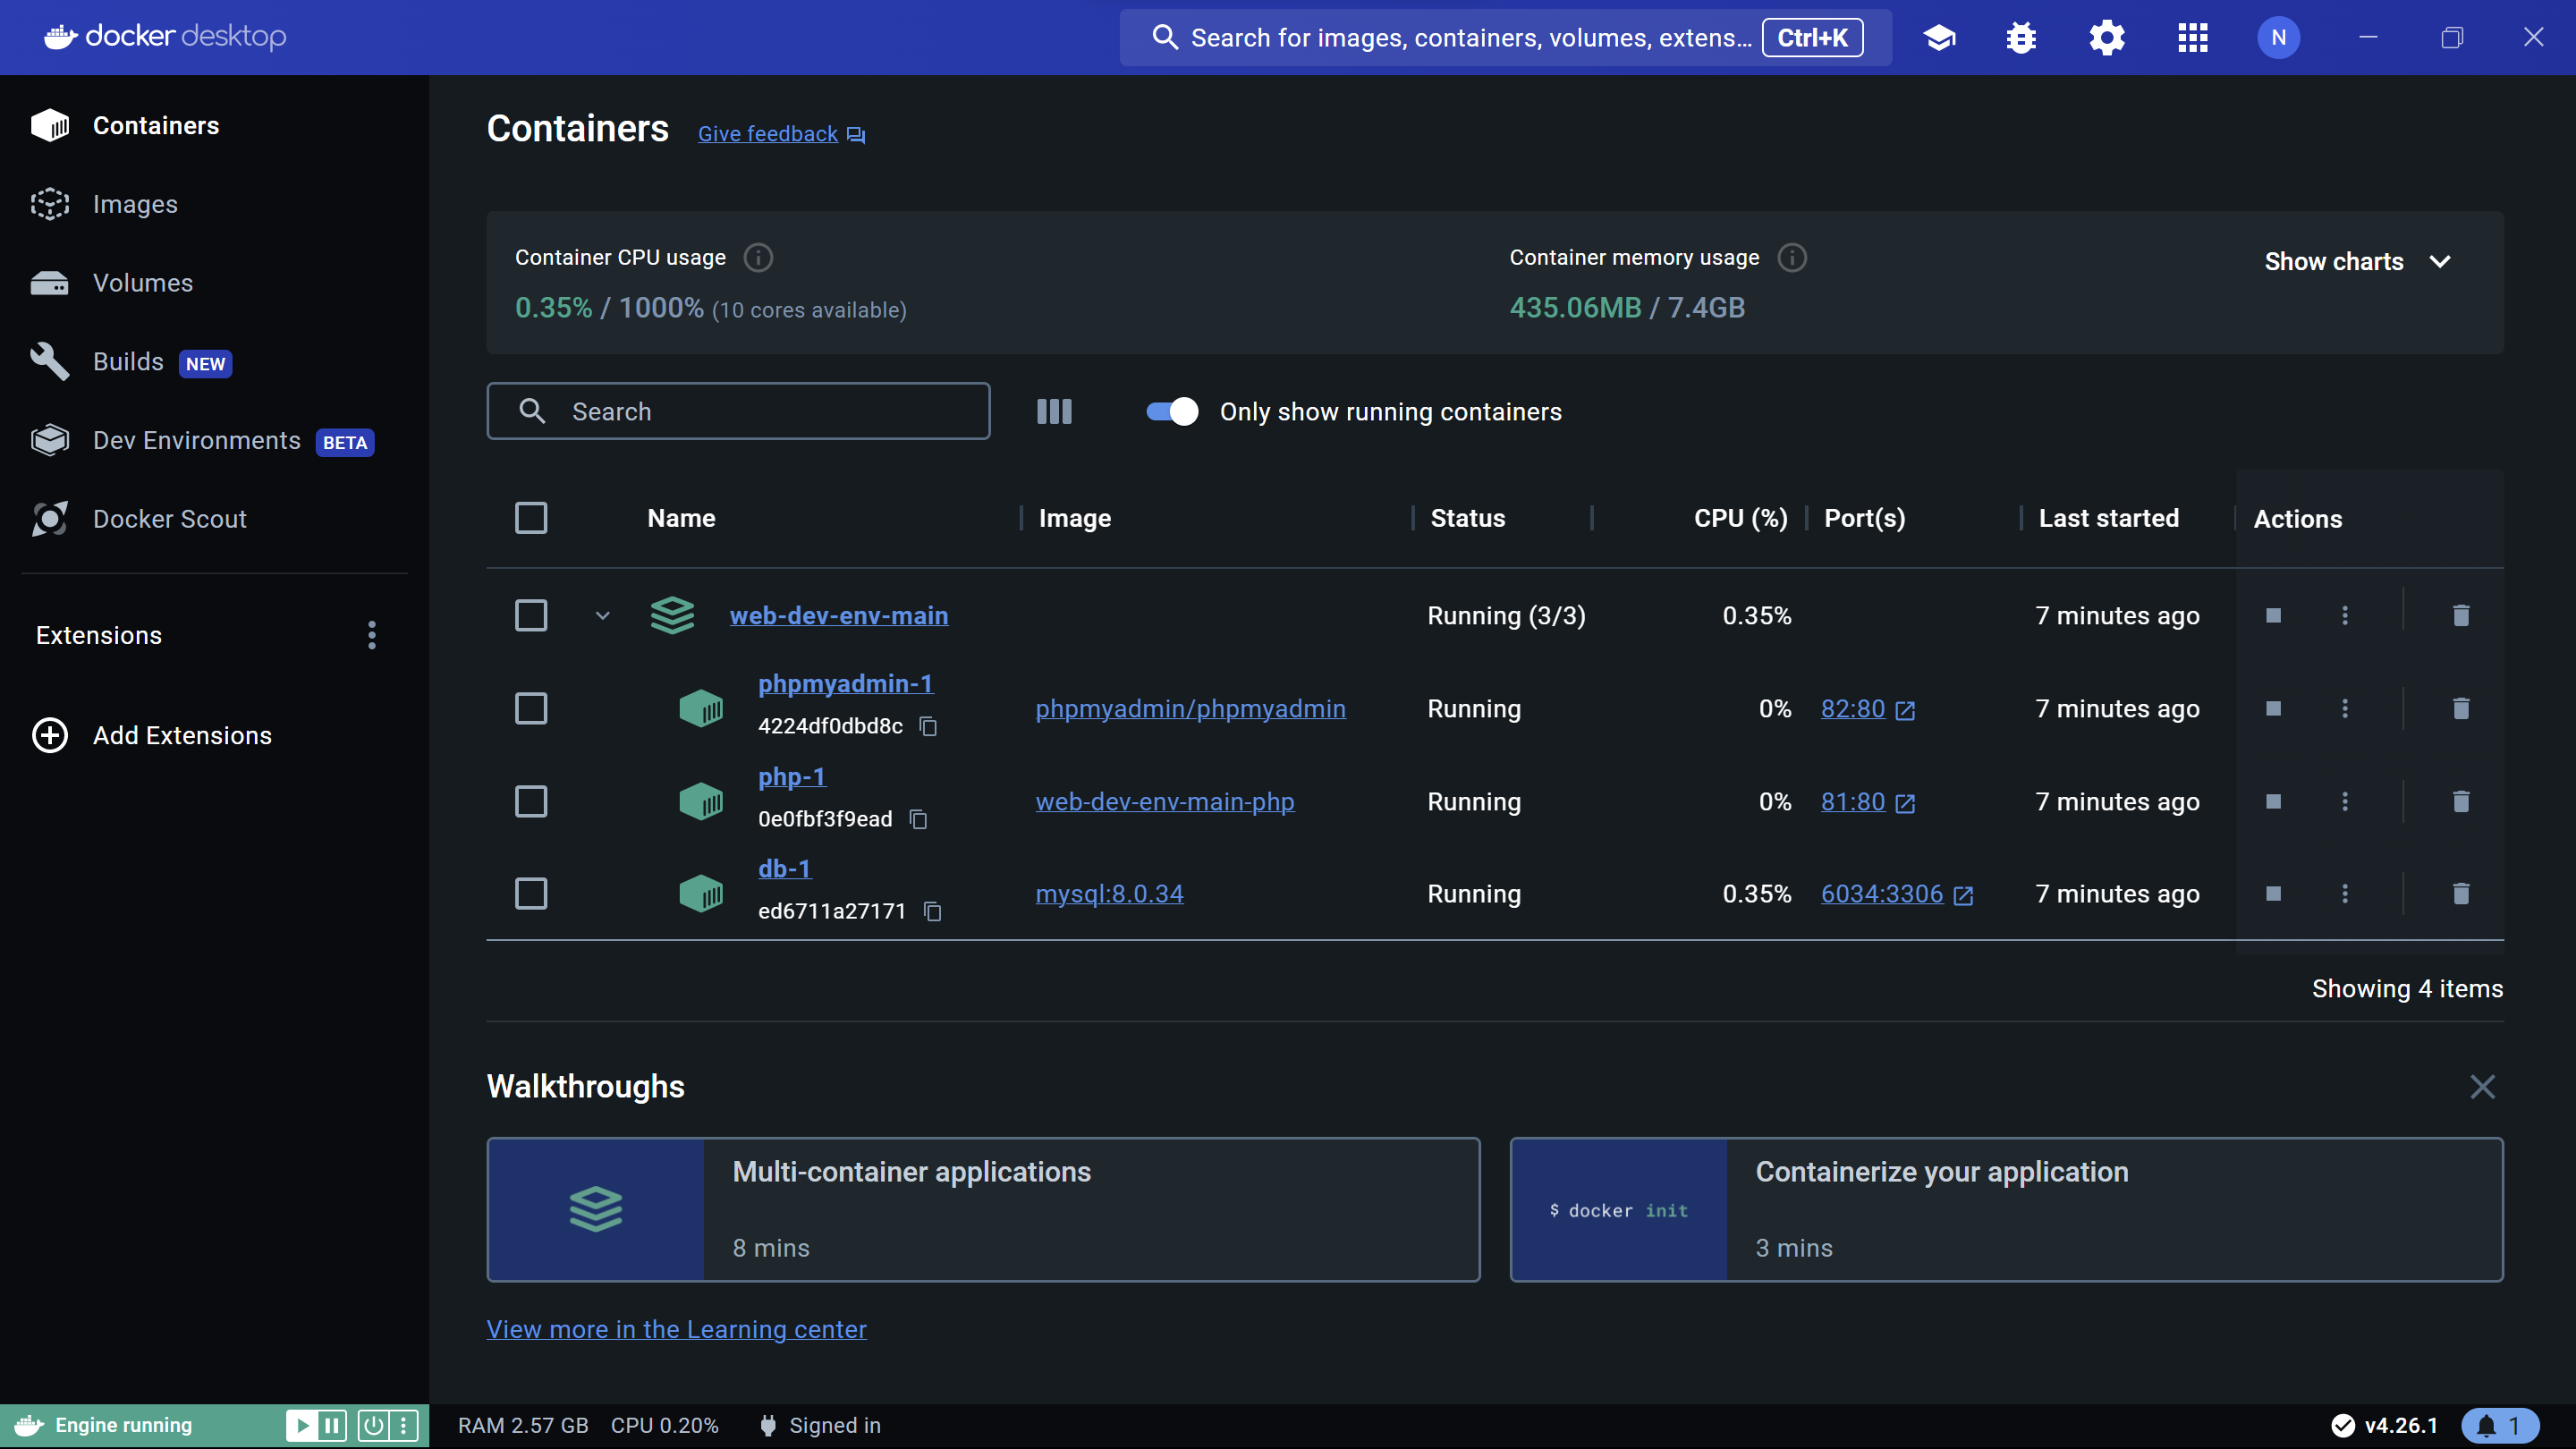 docker desktop
Search for images, containers, volumes, extens... Ctrl+K
N
Containers
Images
Volumes
Builds NEW
Dev Environments BETA
Docker Scout
Extensions
Add Extensions
Containers Give feedback
Container CPU usage
0.35% / 1000% (10 cores available)
Container memory usage
435.06MB / 7.4GB
Show charts
Search
Only show running containers
Name Image Status CPU (%) Port(s) Last started Actions
web-dev-env-main Running (3/3) 0.35% 7 minutes ago
phpmyadmin-1
4224df0dbd8c
phpmyadmin/phpmyadmin Running 0% 82:80 7 minutes ago
php-1
0e0fbf3f9ead
web-dev-env-main-php Running 0% 81:80 7 minutes ago
db-1
ed6711a27171
mysql:8.0.34 Running 0.35% 6034:3306 7 minutes ago
Showing 4 items
Walkthroughs
Multi-container applications
8 mins
$ docker init
Containerize your application
3 mins
View more in the Learning center
Engine running
RAM 2.57 GB CPU 0.20% Signed in
v4.26.1
1